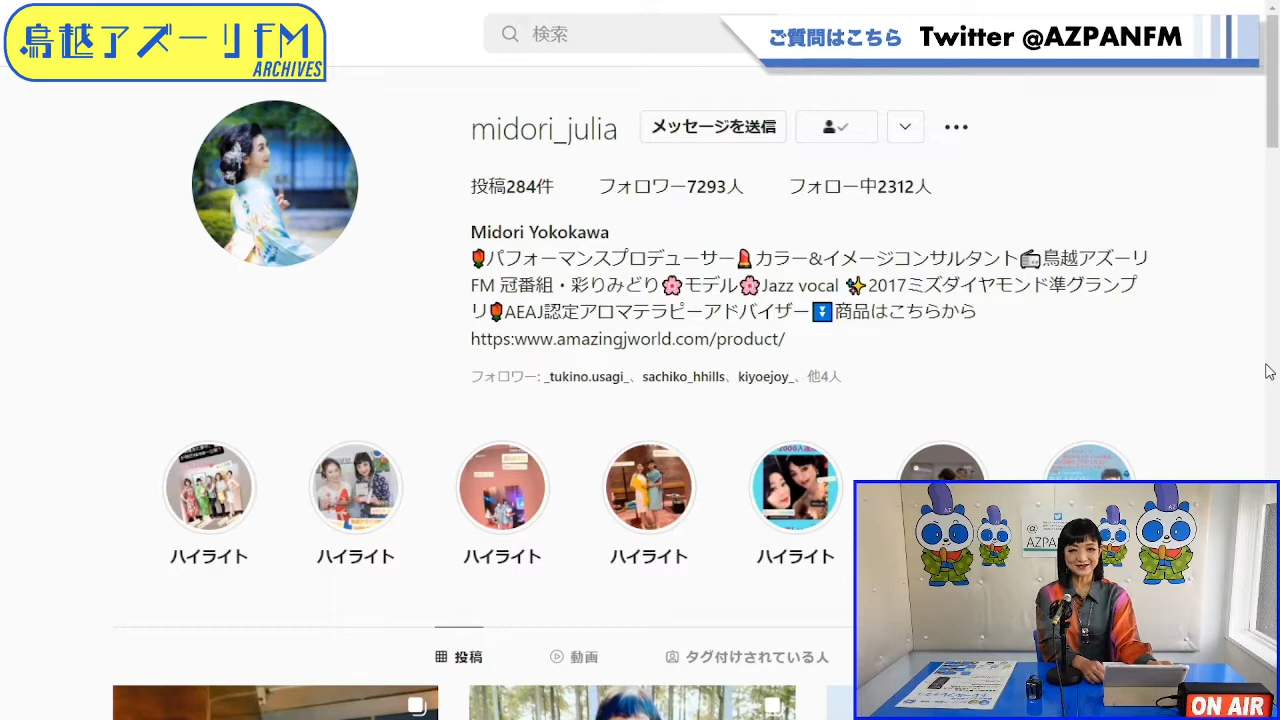 鳥越アズーリFM
ARCHIVES
検索
ご質問はこちら Twitter @AZPANFM
midori_julia
メッセージを送信
投稿284件 フォロワー7293人 フォロー中2312人
Midori Yokokawa
🌹パフォーマンスプロデューサー💄カラー&イメージコンサルタント📻鳥越アズーリ
FM 冠番組・彩りみどり🌸モデル🌸Jazz vocal ✨2017ミズダイヤモンド準グランプ
リ🌹AEAJ認定アロマテラピーアドバイザー⏬商品はこちらから
https:www.amazingjworld.com/product/
フォロワー: _tukino.usagi_、sachiko_hhills、kiyoejoy_、他4人
ハイライト ハイライト ハイライト ハイライト ハイライト
投稿 動画 タグ付けされている人
ON AIR